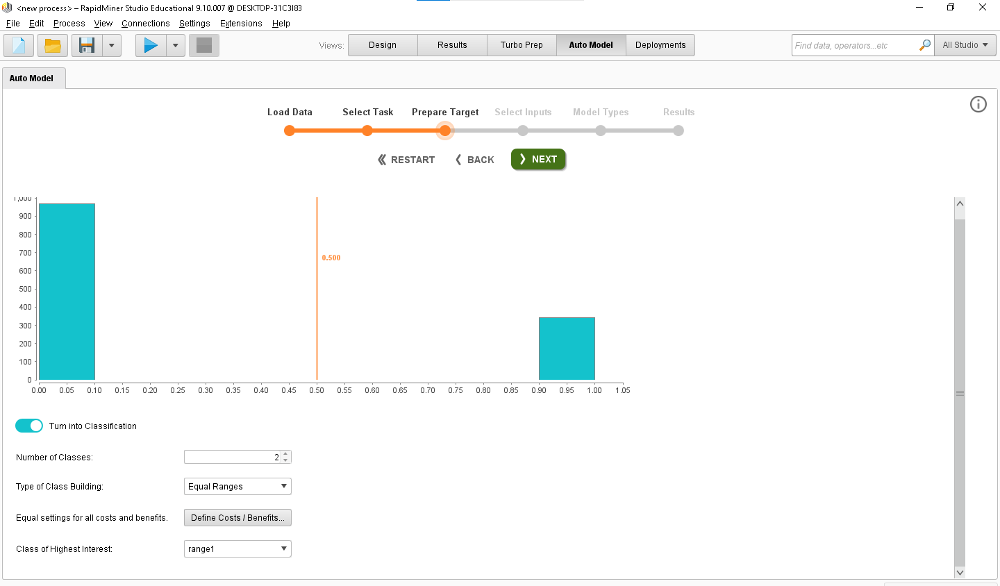 <new process> – RapidMiner Studio Educational 9.10.007 @ DESKTOP-31C3I83
File Edit Process View Connections Settings Extensions Help
Views: Design Results Turbo Prep Auto Model Deployments Find data, operators...etc All Studio
Auto Model
Load Data Select Task Prepare Target Select Inputs Model Types Results
RESTART BACK NEXT
1,000
900
800
700
600
500
400
300
200
100
0
0.500
0.00 0.05 0.10 0.15 0.20 0.25 0.30 0.35 0.40 0.45 0.50 0.55 0.60 0.65 0.70 0.75 0.80 0.85 0.90 0.95 1.00 1.05
Turn into Classification
Number of Classes: 2
Type of Class Building: Equal Ranges
Equal settings for all costs and benefits. Define Costs / Benefits...
Class of Highest Interest: range1